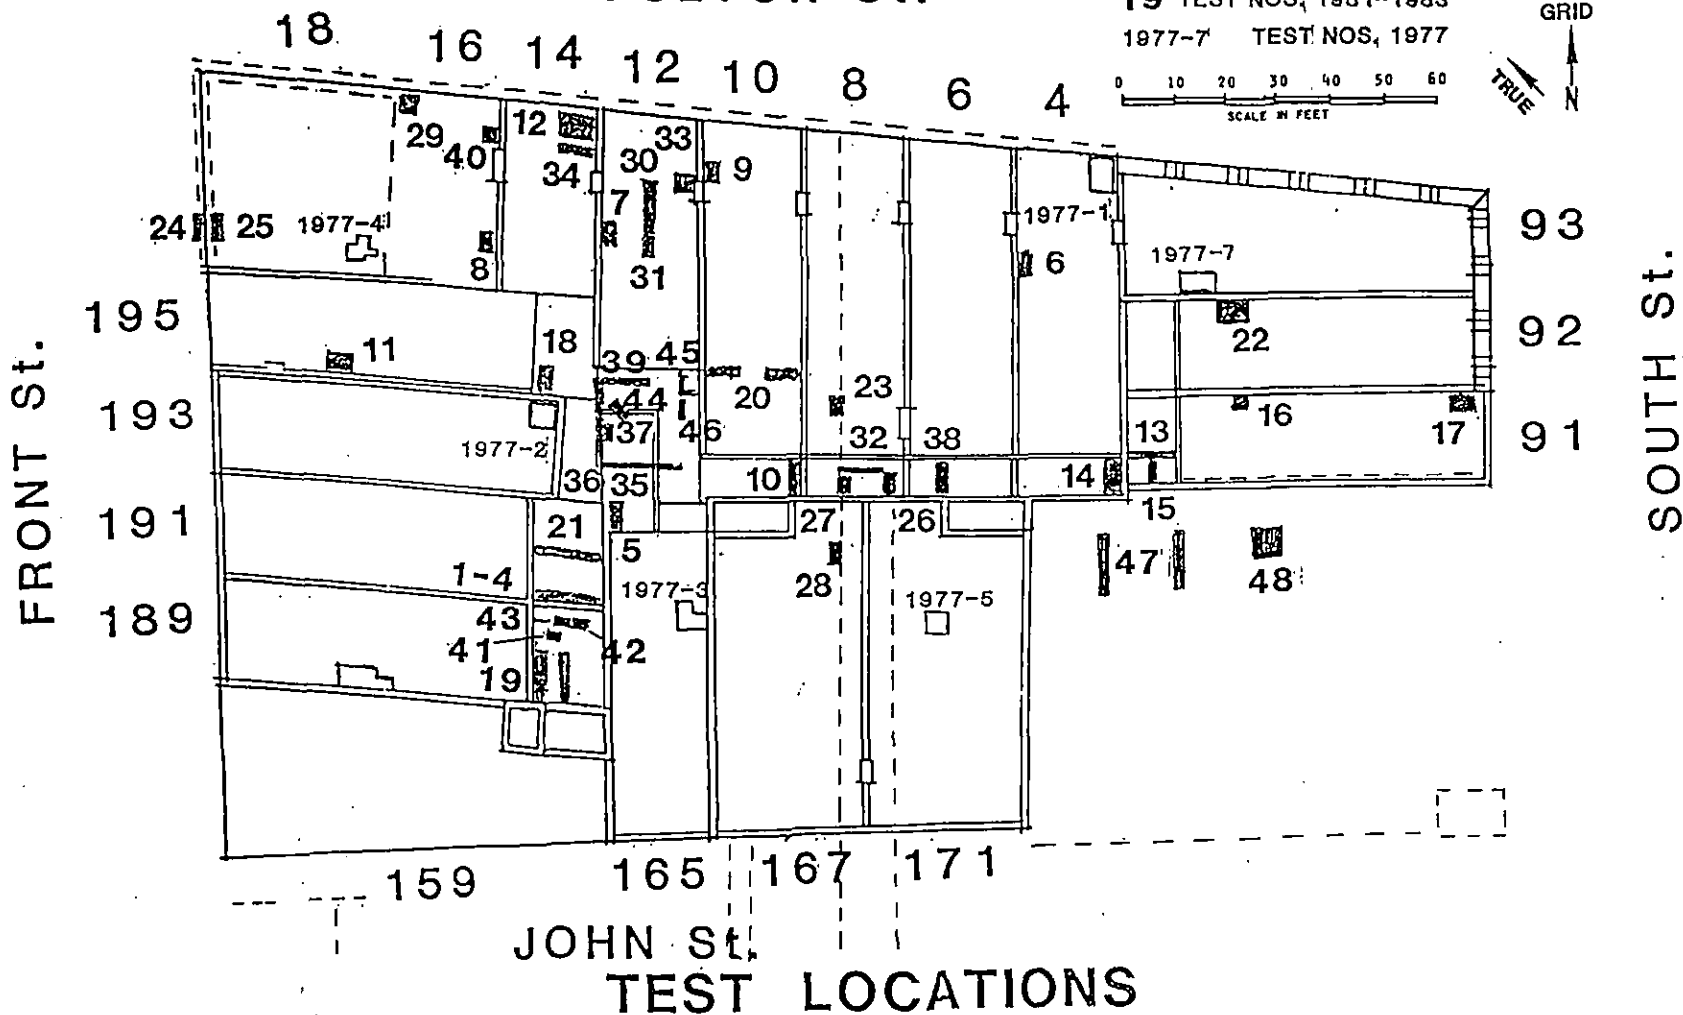 19 TEST NOS, 1981-1983
1977-7 TEST NOS, 1977
GRID
TRUE
N
0 10 20 30 40 50 60
SCALE IN FEET
18 16 14 12 10 8 6 4
29 12 33
40 34 30 9
24 25 1977-4 7 1977-1 93
8 31 6 1977-7
195 18 22 92
11 39 45
193 44 20 23 16
1977-2 37 46 32 38 13 17 91
36 35 10 14
191 21 27 26 15
5 47 48
1-4 1977-3 28 1977-5
189 43
41 42
19
159 165 167 171
FRONT St.
SOUTH St.
JOHN St.
TEST LOCATIONS